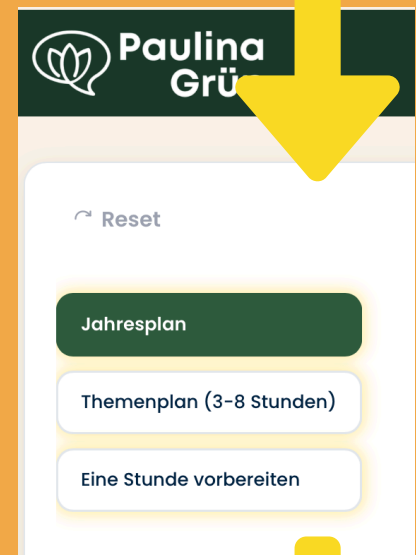 Paulina
Reset
Jahresplan
Themenplan (3-8 Stunden)
Eine Stunde vorbereiten